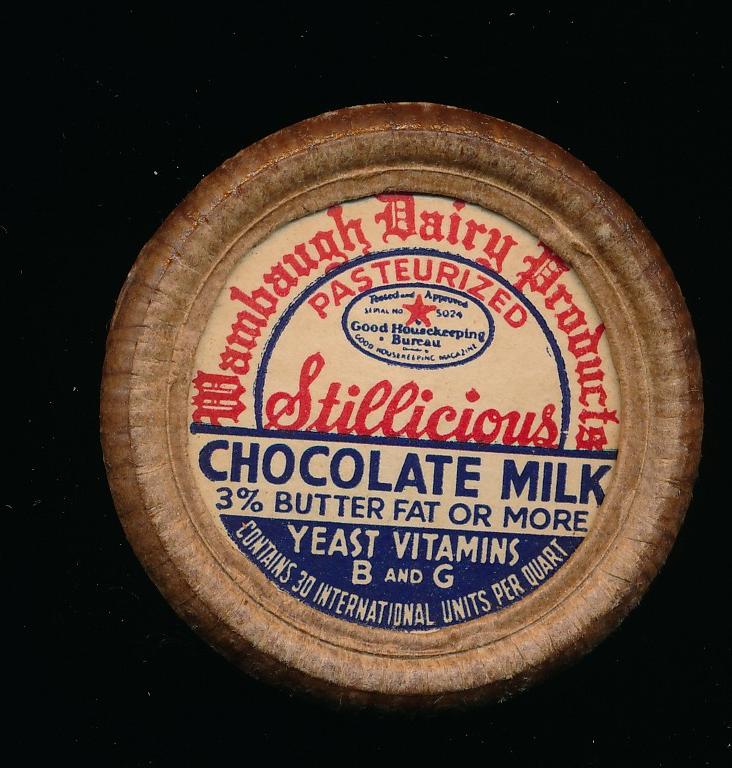 Wambaugh Dairy Products
PASTEURIZED
Tested and Approved
SERIAL NO 5024
Good Housekeeping
Bureau
GOOD HOUSEKEEPING MAGAZINE
Stillicious
CHOCOLATE MILK
3% BUTTER FAT OR MORE
YEAST VITAMINS
B AND G
CONTAINS 30 INTERNATIONAL UNITS PER QUART